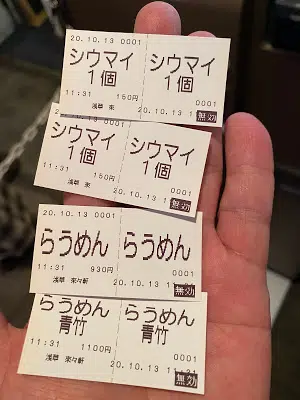 20.10.13 0001
シウマイ シウマイ
1個 1個
0001
11:31 150円 20.10.13 1
浅草 來 無効
シウマイ シウマイ
1個 1個
0001
11:31 150円 20.10.13 1
浅草 來 無効
20.10.13 0001
らうめん らうめん
11:31 930円 0001
浅草 來々軒 20.10.13 11
無効
らうめん らうめん
青竹 青竹
11:31 1100円 0001
浅草 來々軒 20.10.13 11
無効